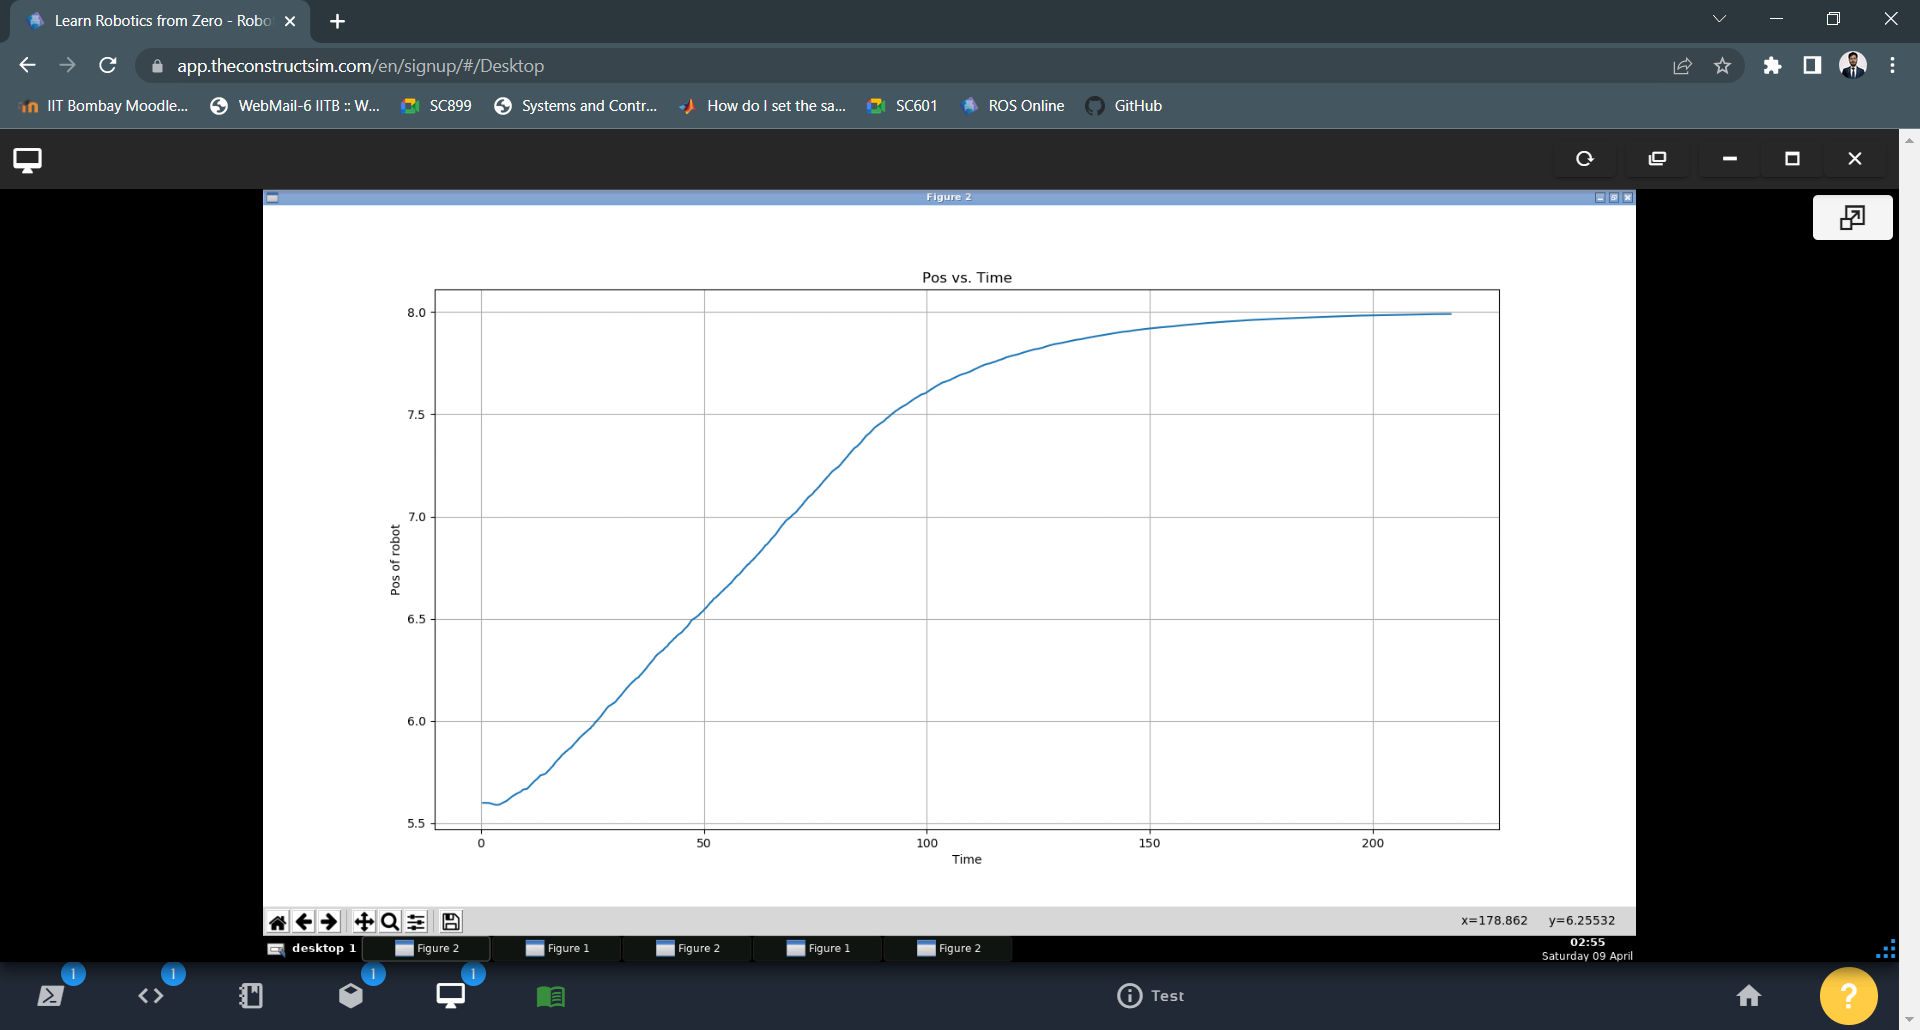 Learn Robotics from Zero - Robo
app.theconstructsim.com/en/signup/#/Desktop
IIT Bombay Moodle... WebMail-6 IITB :: W... SC899 Systems and Contr... How do I set the sa... SC601 ROS Online GitHub
Figure 2
Pos vs. Time
8.0
7.5
7.0
6.5
6.0
5.5
Pos of robot
0 50 100 150 200
Time
x=178.862 y=6.25532
desktop 1 Figure 2 Figure 1 Figure 2 Figure 1 Figure 2
02:55
Saturday 09 April
1 1 1 1
Test
?